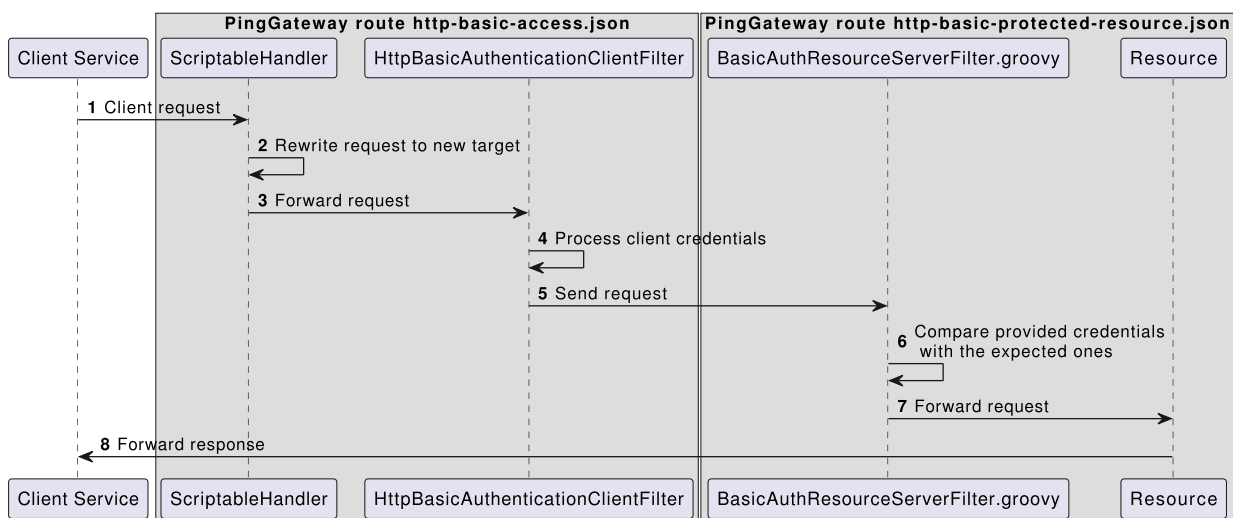 PingGateway route http-basic-access.json
PingGateway route http-basic-protected-resource.json
Client Service
ScriptableHandler
HttpBasicAuthenticationClientFilter
BasicAuthResourceServerFilter.groovy
Resource
1 Client request
2 Rewrite request to new target
3 Forward request
4 Process client credentials
5 Send request
6 Compare provided credentials
with the expected ones
7 Forward request
8 Forward response
Client Service
ScriptableHandler
HttpBasicAuthenticationClientFilter
BasicAuthResourceServerFilter.groovy
Resource